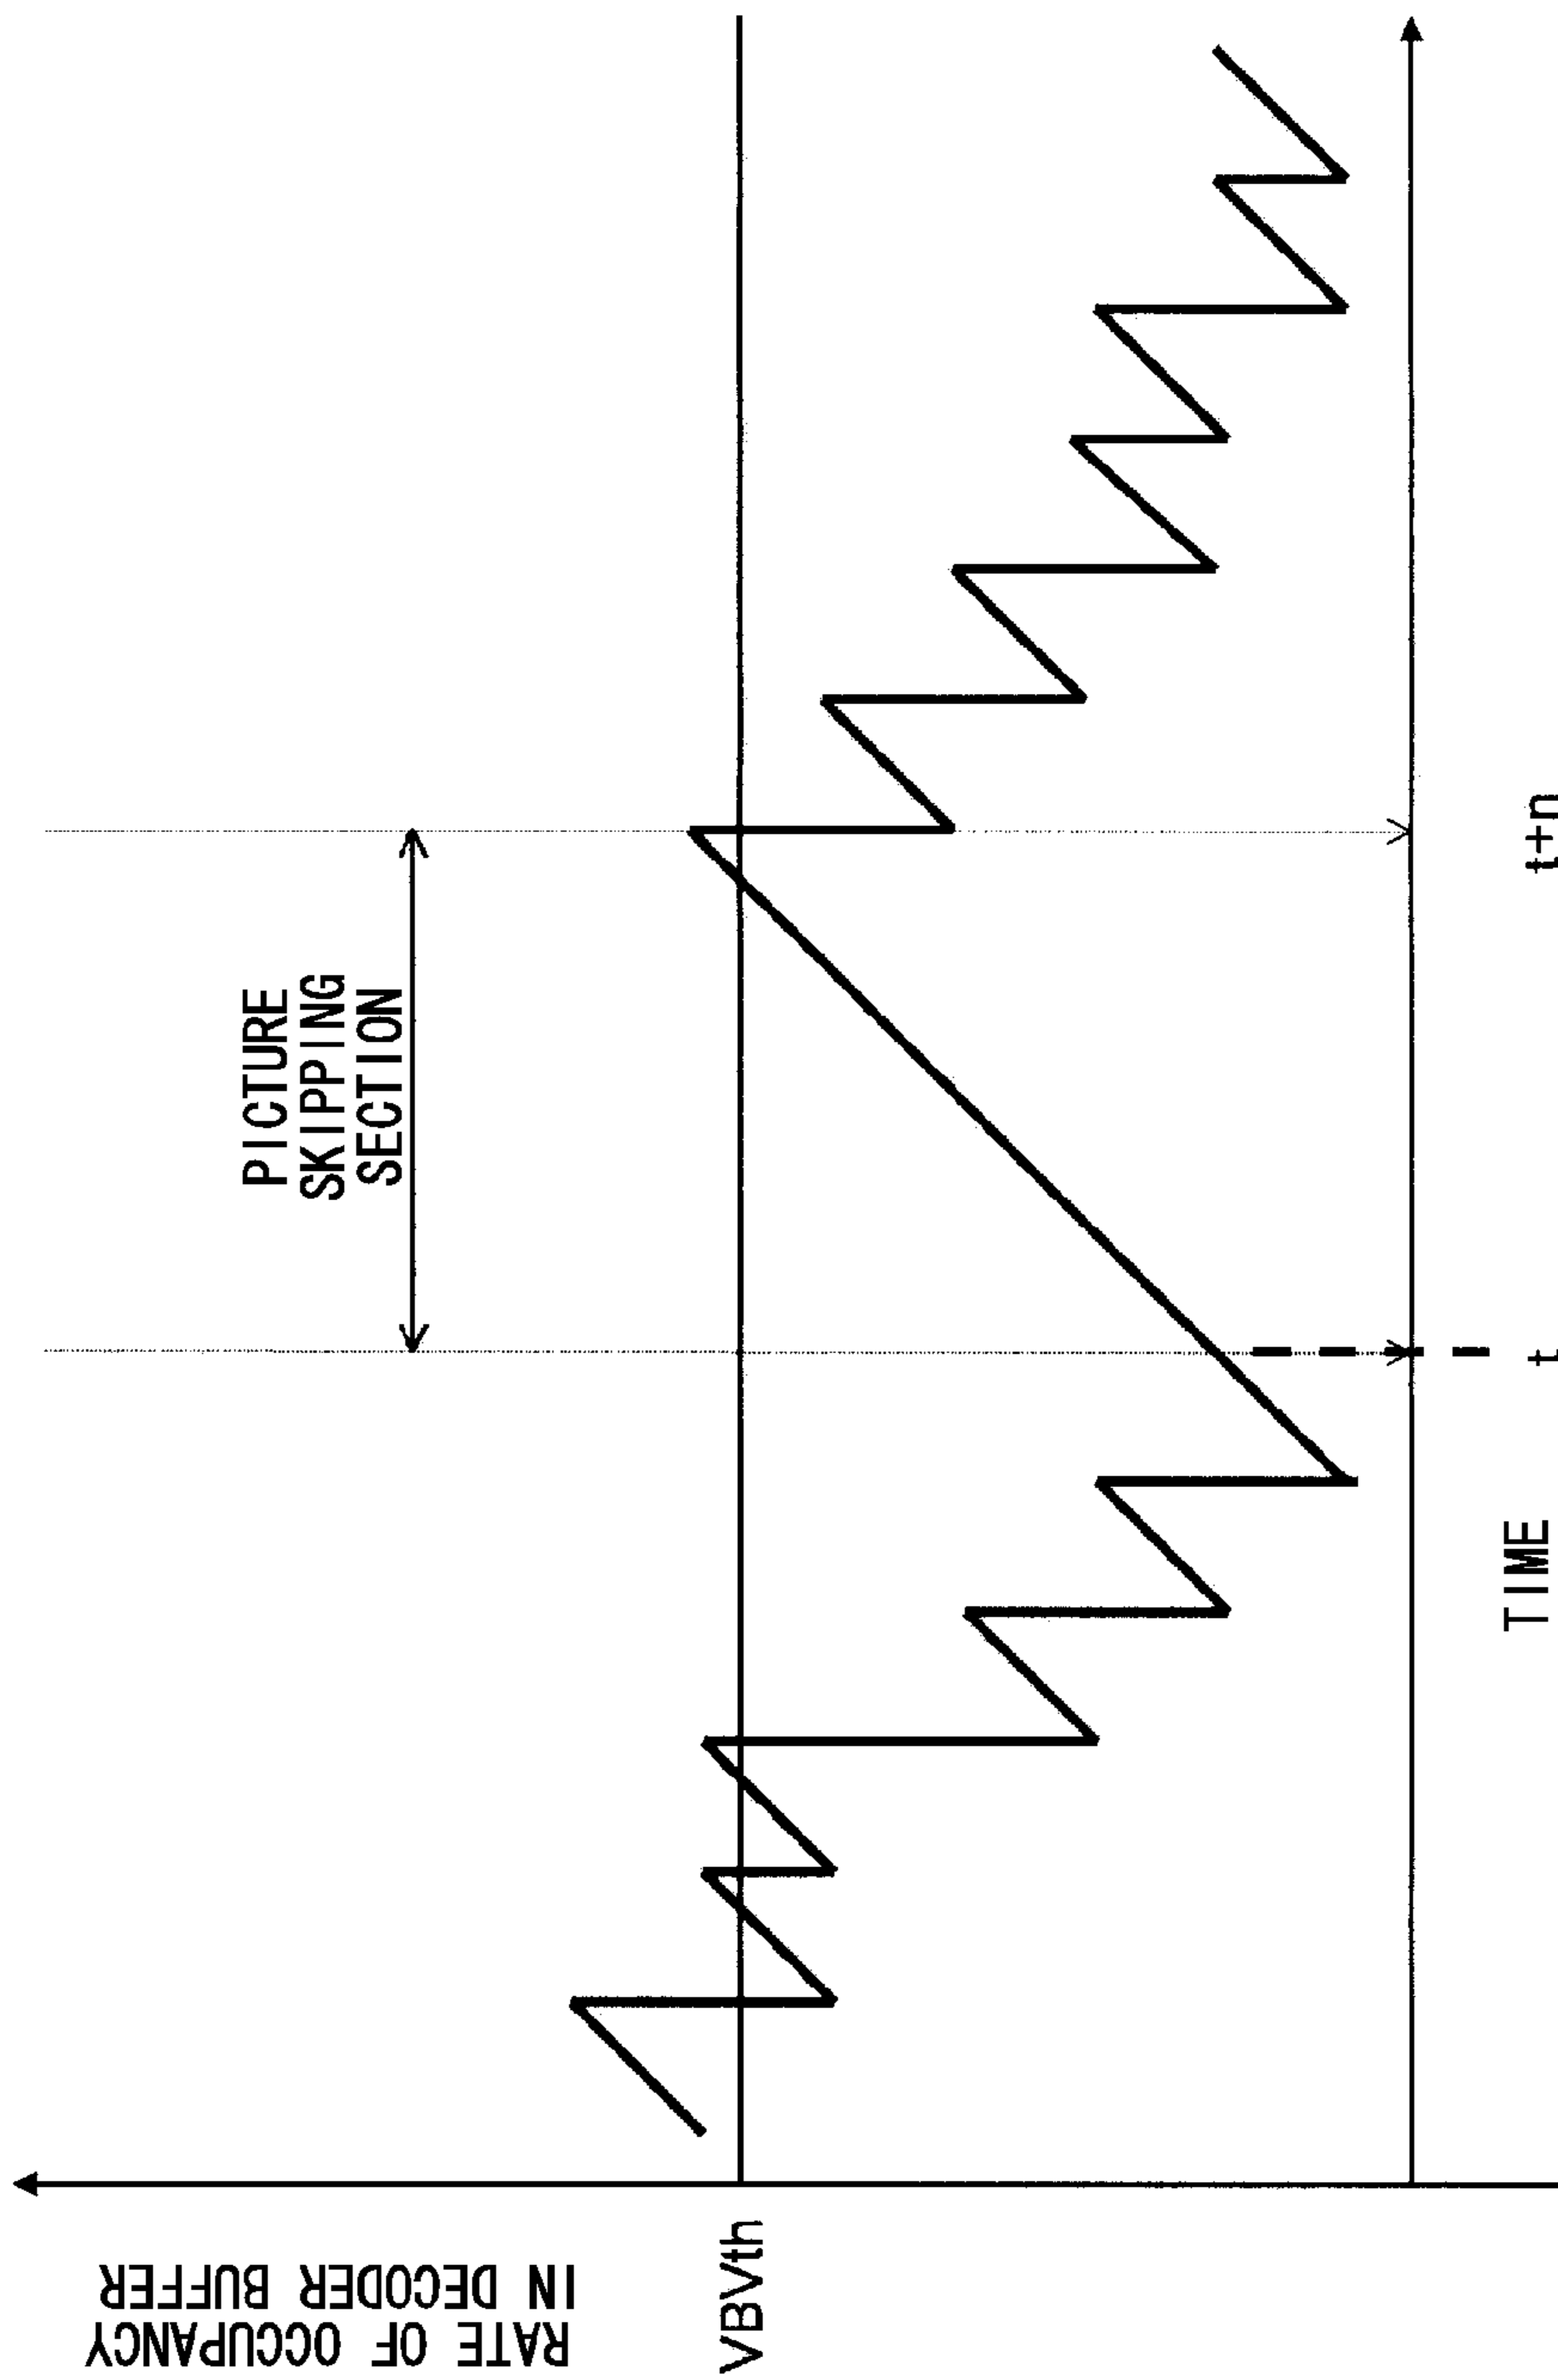 RATE OF OCCUPANCY
IN DECODER BUFFER
PICTURE
SKIPPING
SECTION
VBVth
TIME
t
t+n